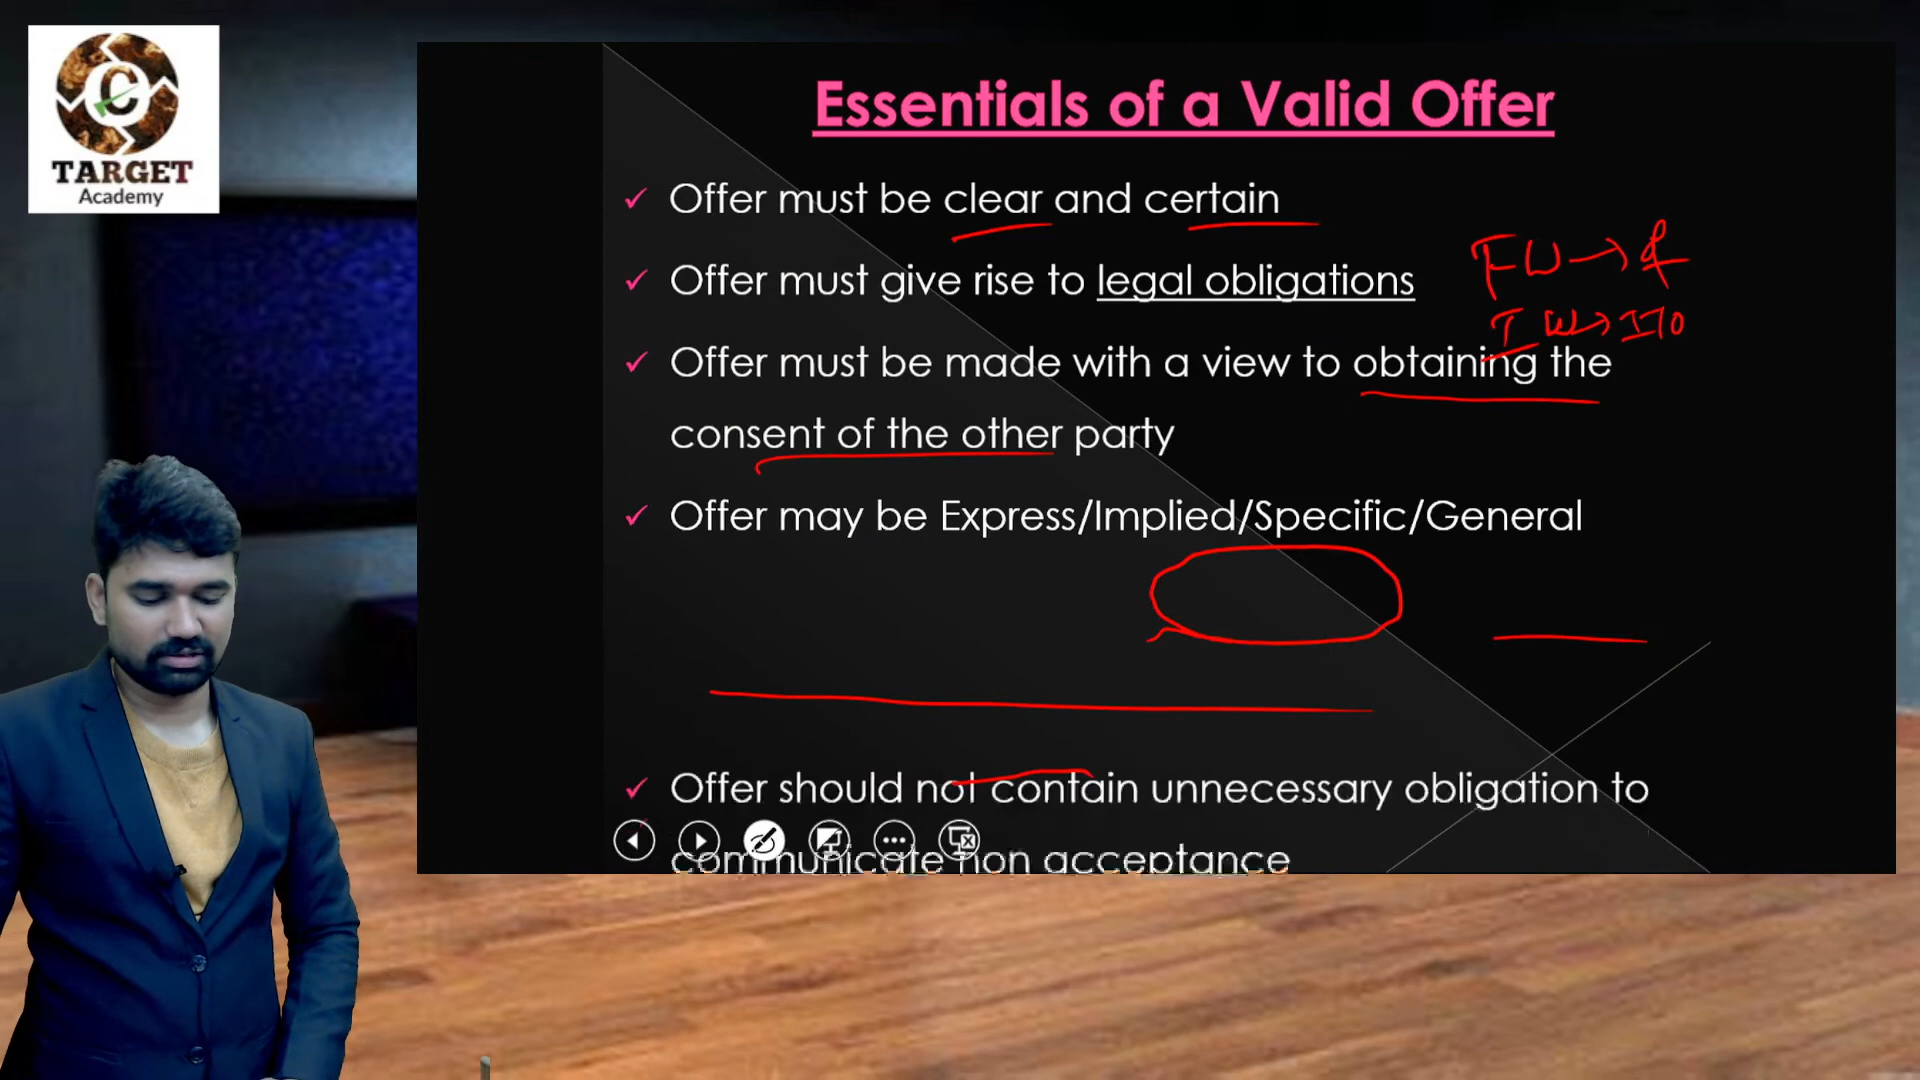 TARGET
Academy
Essentials of a Valid Offer
✓ Offer must be clear and certain
✓ Offer must give rise to legal obligations
✓ Offer must be made with a view to obtaining the
consent of the other party
✓ Offer may be Express/Implied/Specific/General
✓ Offer should not contain unnecessary obligation to
communicate non acceptance